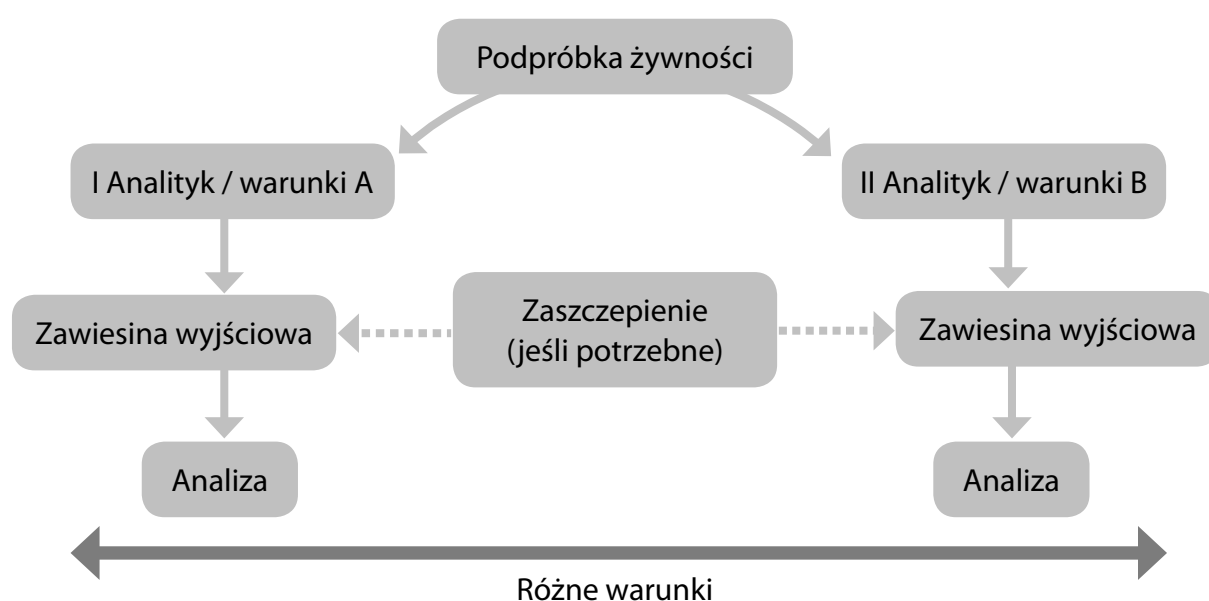 Podpróbka żywności
I Analityk / warunki A
II Analityk / warunki B
Zawiesina wyjściowa
Zaszczepienie
(jeśli potrzebne)
Zawiesina wyjściowa
Analiza
Analiza
Różne warunki